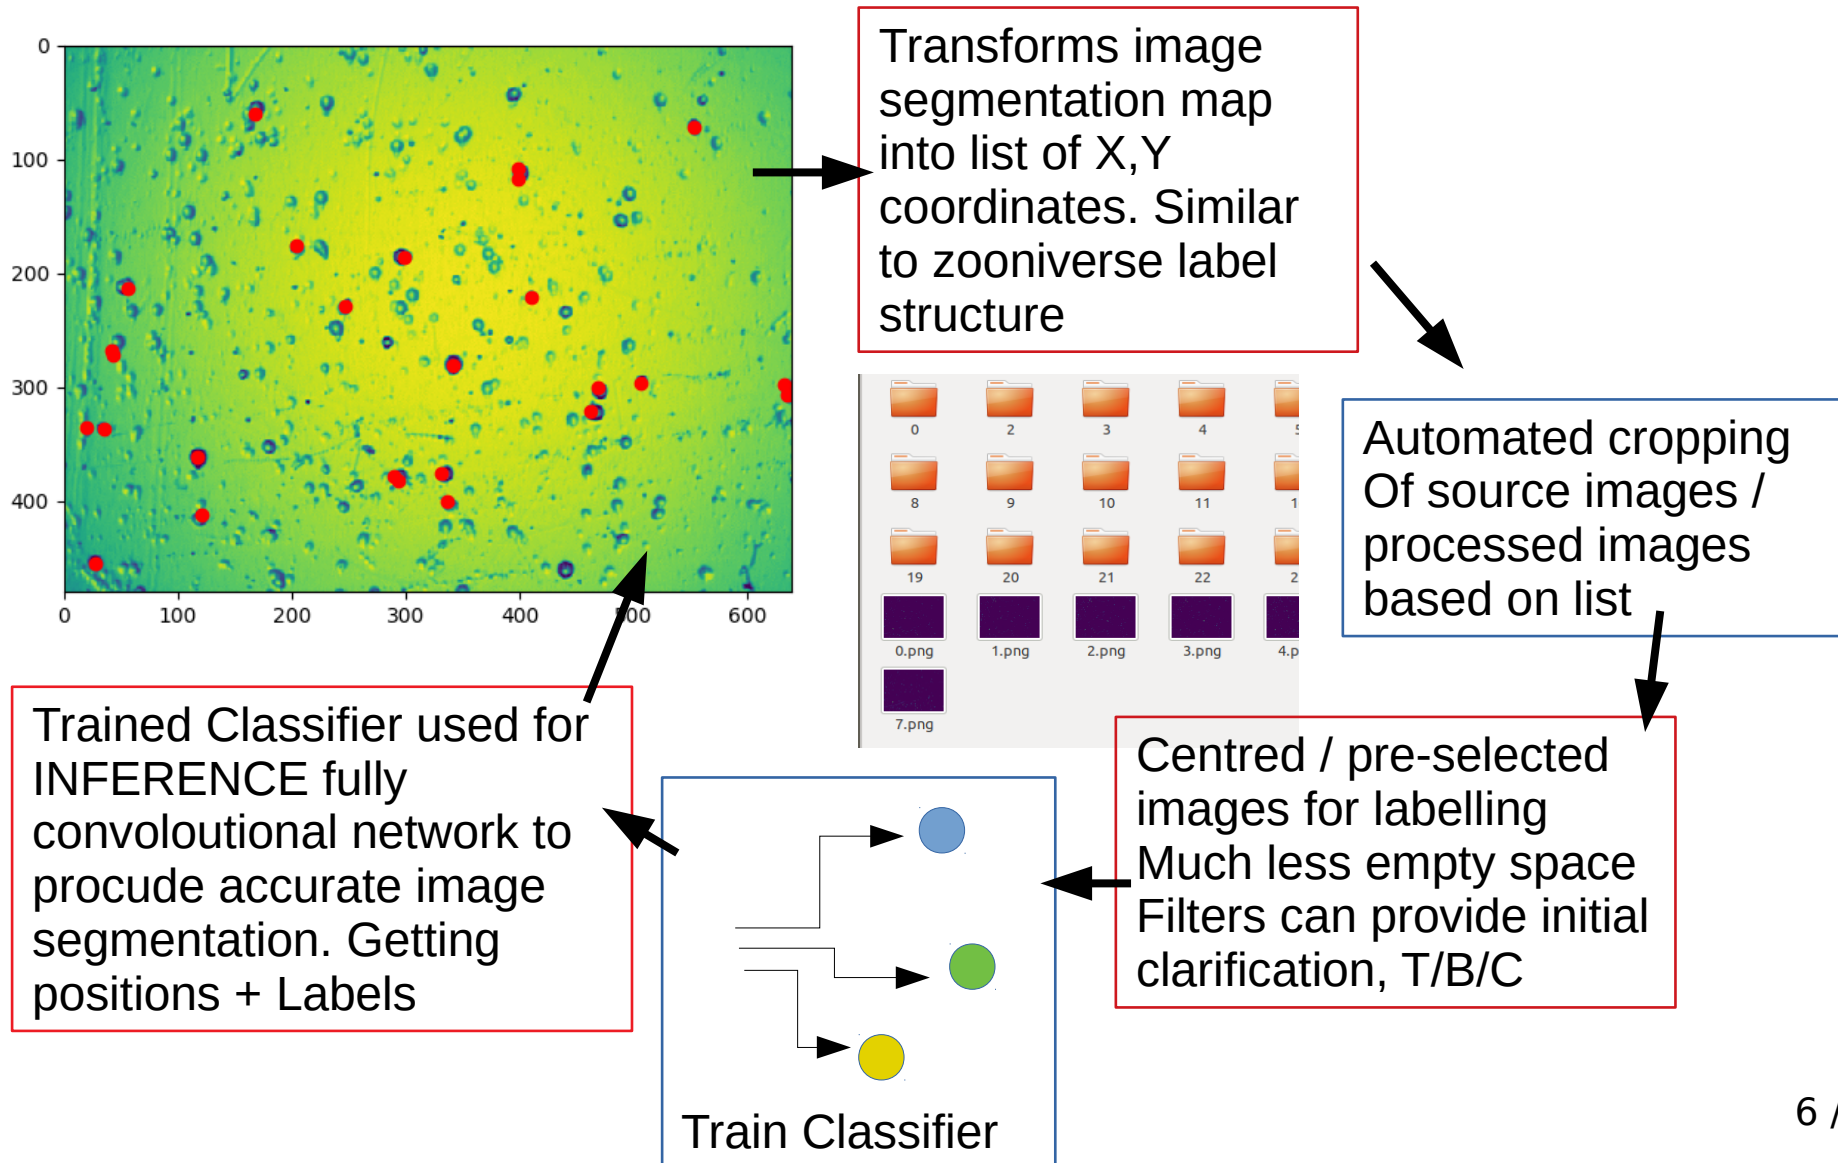 0
100
200
300
400
0
100
200
300
400
500
600
Transforms image
segmentation map
into list of X,Y
coordinates. Similar
to zooniverse label
structure
0
2
3
4
8
9
10
11
19
20
21
22
0.png
1.png
2.png
3.png
4.p
7.png
Automated cropping
Of source images /
processed images
based on list
Centred / pre-selected
images for labelling
Much less empty space
Filters can provide initial
clarification, T/B/C
Train Classifier
Trained Classifier used for
INFERENCE fully
convoloutional network to
procude accurate image
segmentation. Getting
positions + Labels
6 /